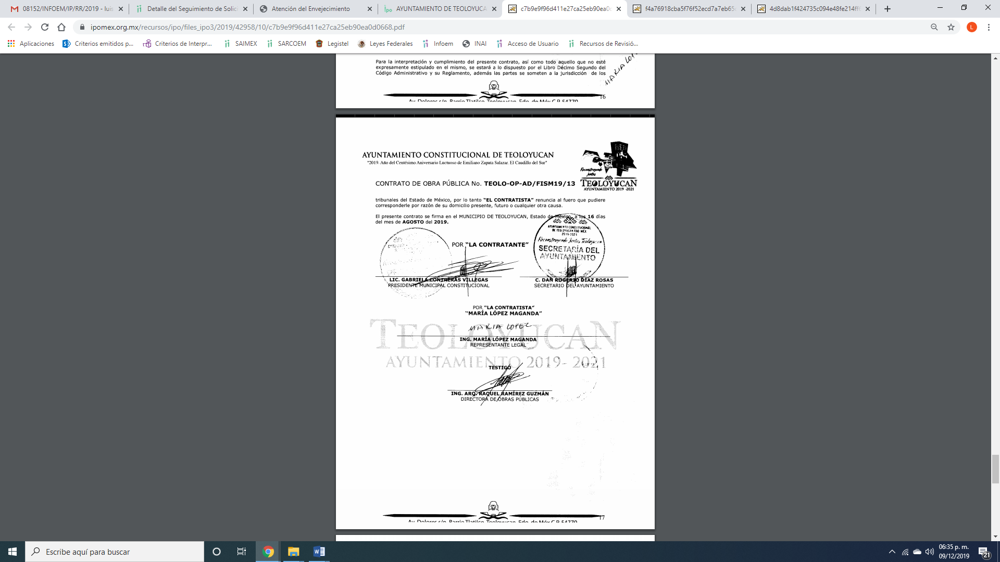 08152/INFOEM/IP/RR/2019 - luis
Detalle del Seguimiento de Solici
Atención del Envejecimiento
AYUNTAMIENTO DE TEOLOYUCA
c7b9e9f96d411e27ca25eb90ea0d
f4a76918cba5f76f52ecd7a7eb65
4d8dab1f424735c094e48fe214ff
ipomex.org.mx/recursos/ipo/files_ipo3/2019/42958/10/c7b9e9f96d411e27ca25eb90ea0d0668.pdf
L
Aplicaciones
Criterios emitidos p...
Criterios de Interpr...
SAIMEX
SARCOEM
Legistel
Leyes Federales
Infoem
INAI
Acceso de Usuario
Recursos de Revisió...
Para la interpretación y cumplimiento del presente contrato, así como todo aquello que no esté
expresamente estipulado en el mismo, se estará a lo dispuesto por el Libro Décimo Segundo del
Código Administrativo y su Reglamento, además las partes se someten a la jurisdicción de los
MARIA LOP
16
Av. Dolores s/n, Barrio Tlatilco, Teoloyucan, Edo. de Méx C.P. 54770
AYUNTAMIENTO CONSTITUCIONAL DE TEOLOYUCAN
"2019. Año del Centésimo Aniversario Luctuoso de Emiliano Zapata Salazar. El Caudillo del Sur"
Reconstruyendo
juntos
TEOLOYUCAN
AYUNTAMIENTO 2019 -2021
CONTRATO DE OBRA PÚBLICA No. TEOLO-OP-AD/FISM19/13
tribunales del Estado de México, por lo tanto "EL CONTRATISTA" renuncia al fuero que pudiere
corresponderle por razón de su domicilio presente, futuro o cualquier otra causa.
El presente contrato se firma en el MUNICIPIO DE TEOLOYUCAN, Estado de México, a los 16 días
del mes de AGOSTO del 2019.
AYUNTAMIENTO CONSTITUCIONAL
DE TEOLOYUCAN EDO MÉX
2019-2021
Reconstruyendo Juntos Teoloyucan
SECRETARÍA DEL
AYUNTAMIENTO
POR "LA CONTRATANTE"
LIC. GABRIELA CONTRERAS VILLEGAS
PRESIDENTE MUNICIPAL CONSTITUCIONAL
C. DAN ROGERIO DÍAZ ROSAS
SECRETARIO DEL AYUNTAMIENTO
POR "LA CONTRATISTA"
"MARÍA LÓPEZ MAGANDA"
MARIA LOPEZ
ING. MARÍA LÓPEZ MAGANDA
REPRESENTANTE LEGAL
TEOLOYUCAN
AYUNTAMIENTO 2019- 2021
TESTIGO
ING. ARQ. RAQUEL RAMÍREZ GUZMÁN
DIRECTORA DE OBRAS PÚBLICAS
17
Av. Dolores s/n, Barrio Tlatilco, Teoloyucan, Edo. de Méx C.P. 54770
Escribe aquí para buscar
06:35 p. m.
09/12/2019
21